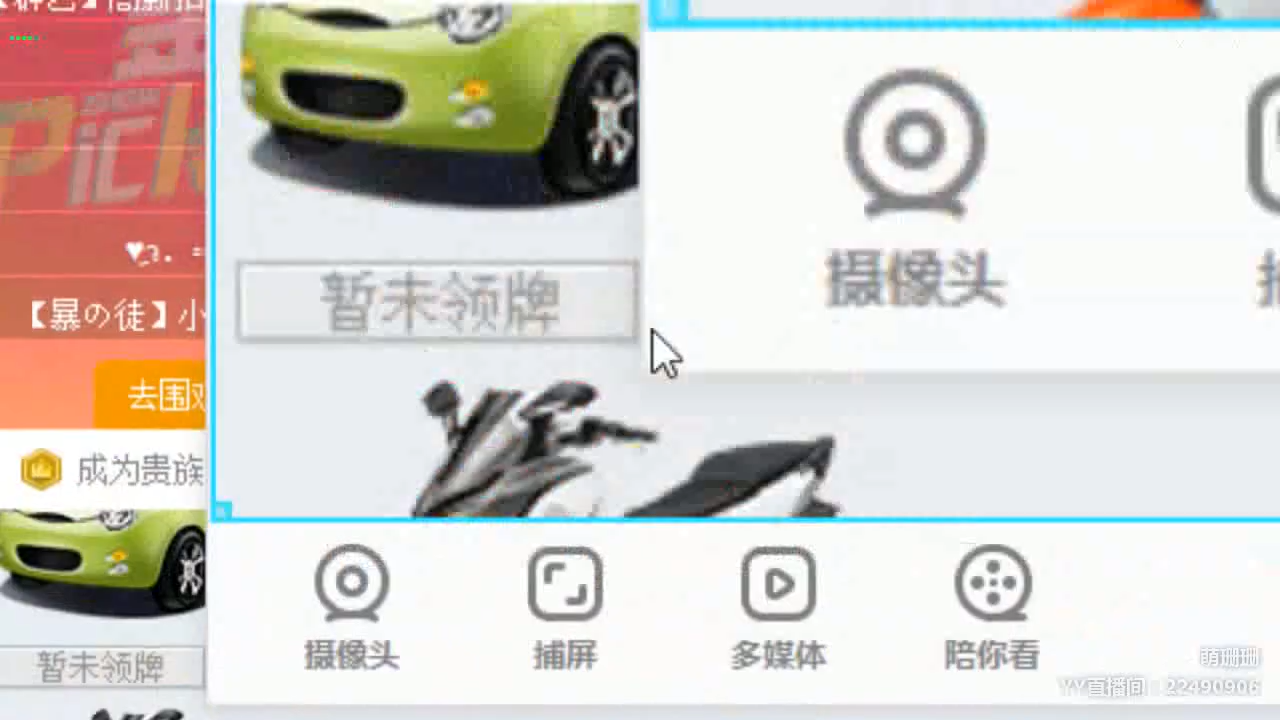 Pick
【暴の徒】小
去围观
成为贵族
暂未领牌
暂未领牌
摄像头
摄像头
捕屏
多媒体
陪你看
萌珊珊
YY直播间：22490906